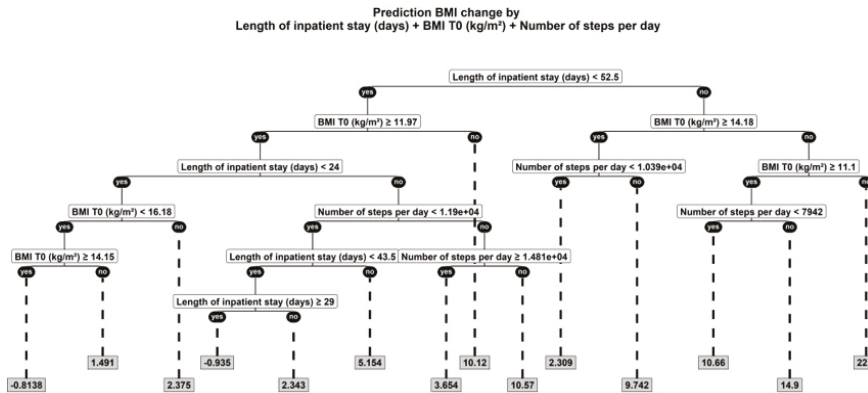 Prediction BMI change by
Length of inpatient stay (days) + BMI T0 (kg/m²) + Number of steps per day
Length of inpatient stay (days) < 52.5
yes no
BMI T0 (kg/m²) ≥ 11.97 BMI T0 (kg/m²) ≥ 14.18
yes no yes no
Length of inpatient stay (days) < 24 Number of steps per day < 1.039e+04 BMI T0 (kg/m²) ≥ 11.1
yes no yes no yes no
BMI T0 (kg/m²) < 16.18 Number of steps per day < 1.19e+04 Number of steps per day < 7942
yes no yes no yes no
BMI T0 (kg/m²) ≥ 14.15 Length of inpatient stay (days) < 43.5 Number of steps per day ≥ 1.481e+04
yes no yes no yes no
Length of inpatient stay (days) ≥ 29
yes no
1.491 -0.935 5.154 10.12 2.309 10.66 22.
-0.8138 2.375 2.343 3.654 10.57 9.742 14.9